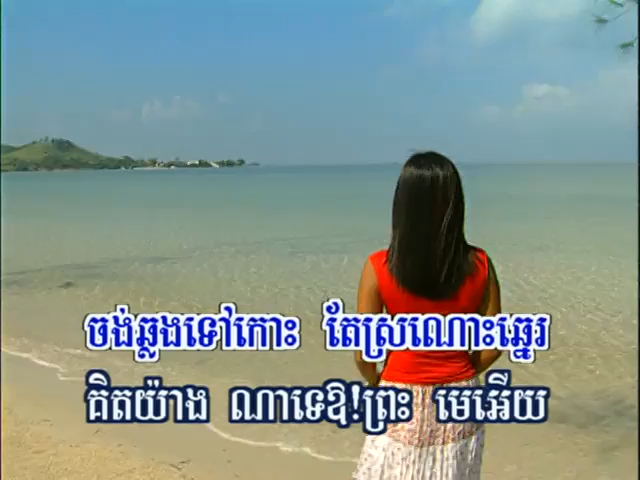 ចង់ឆ្លងទៅកោះ តែស្រណោះឆ្នេរ
គិតយ៉ាង ណាទេឱ!ព្រះ មេអើយ